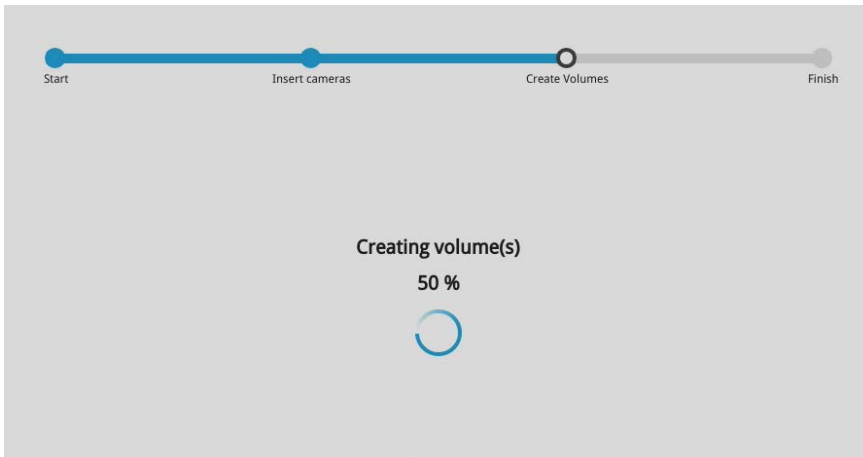 Start
Insert cameras
Create Volumes
Finish
Creating volume(s)
50 %